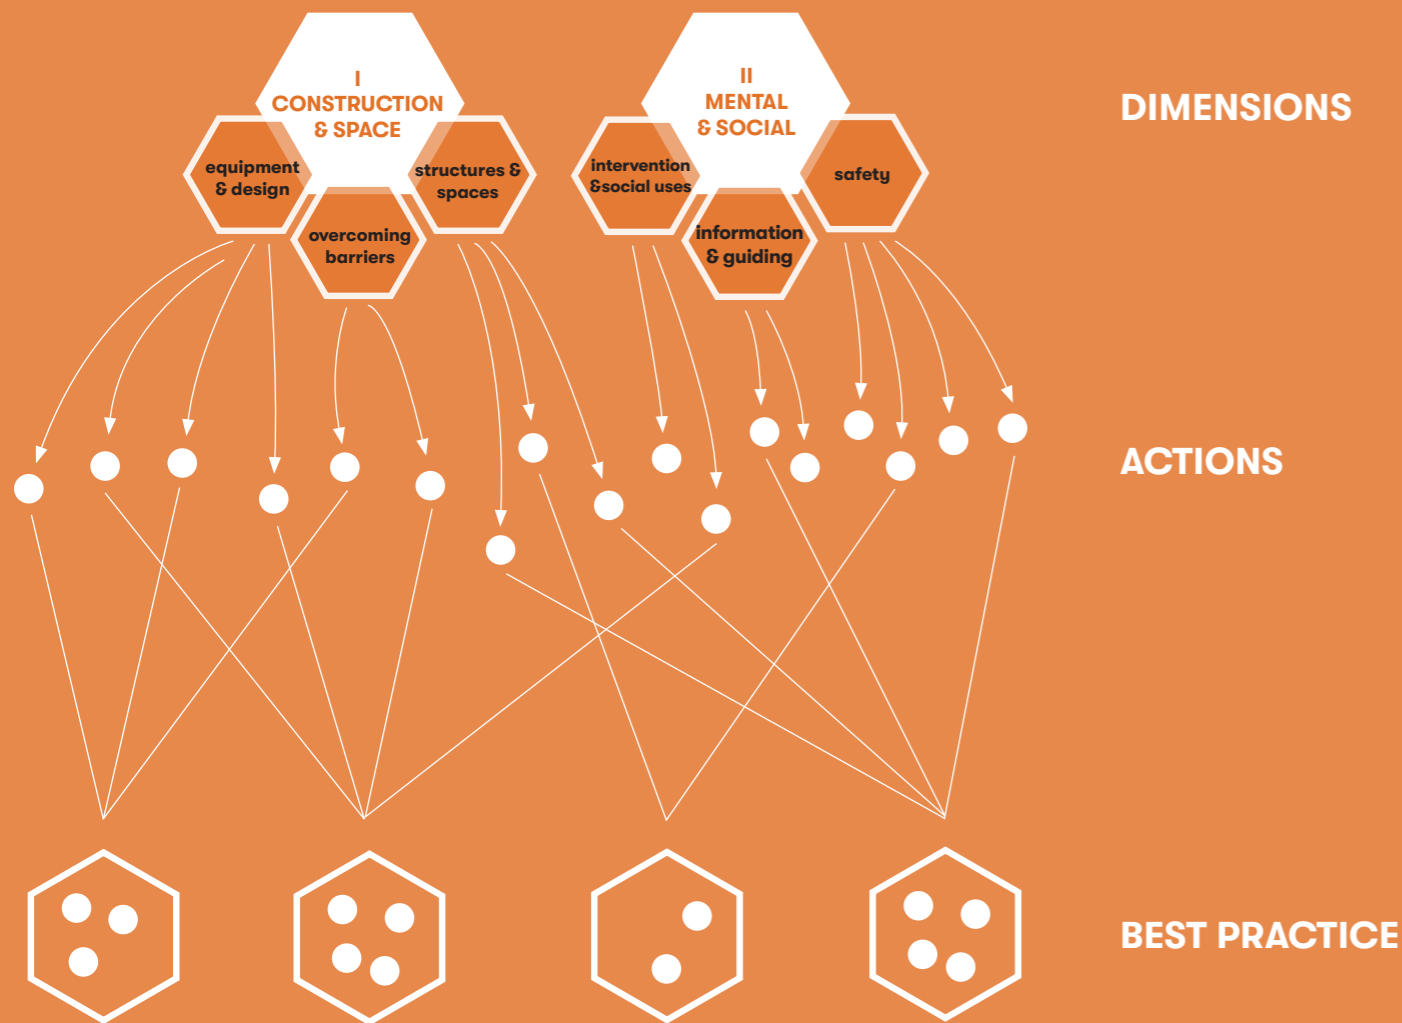 I
CONSTRUCTION
& SPACE
equipment
& design
overcoming
barriers
structures &
spaces
II
MENTAL
& SOCIAL
intervention
&social uses
information
& guiding
safety
DIMENSIONS
ACTIONS
BEST PRACTICE